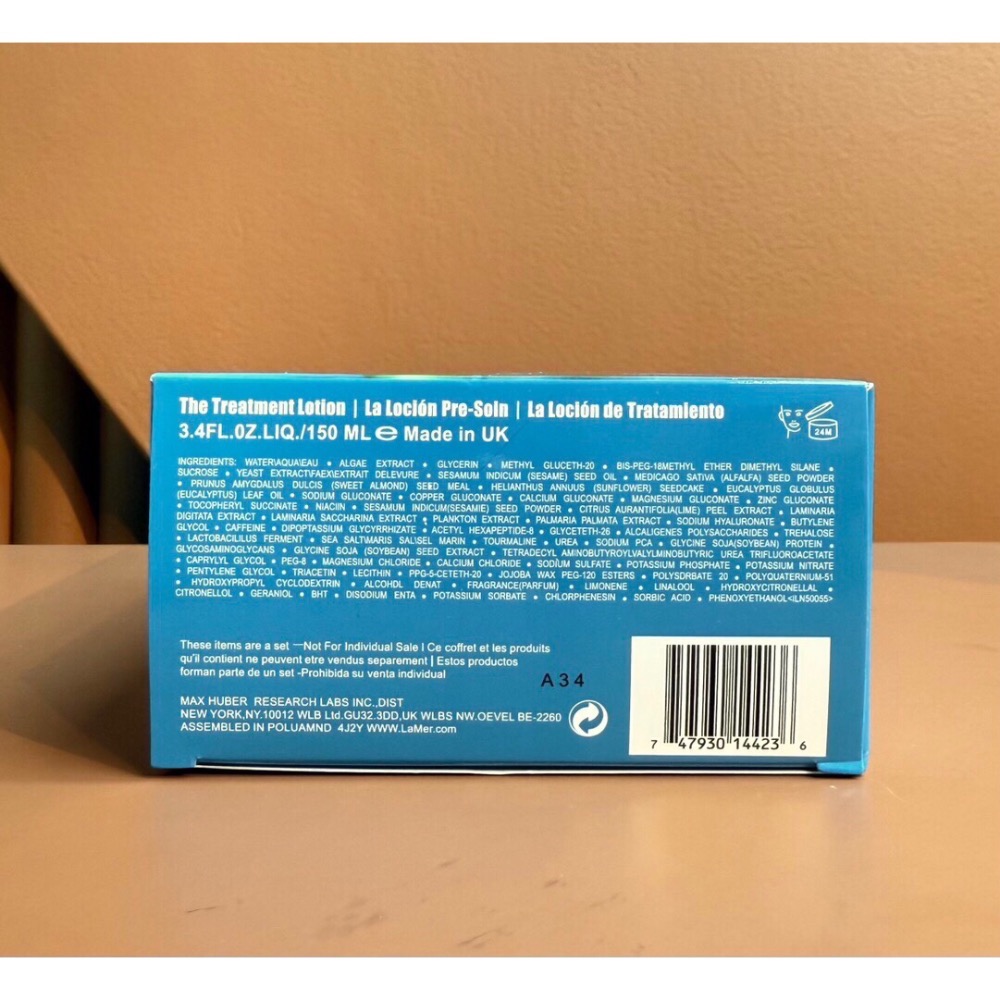 The Treatment Lotion | La Loción Pre-Soin | La Loción de Tratamiento
3.4FL.OZ.LIQ./150 ML e Made in UK
24M
INGREDIENTS: WATER\AQUA\EAU • ALGAE EXTRACT • GLYCERIN • METHYL GLUCETH-20 • BIS-PEG-18METHYL ETHER DIMETHYL SILANE •
SUCROSE • YEAST EXTRACT\FAEX\EXTRAIT DELEVURE • SESAMUM INDICUM (SESAME) SEED OIL • MEDICAGO SATIVA (ALFALFA) SEED POWDER
• PRUNUS AMYGDALUS DULCIS (SWEET ALMOND) SEED MEAL • HELIANTHUS ANNUUS (SUNFLOWER) SEEDCAKE • EUCALYPTUS GLOBULUS
(EUCALYPTUS) LEAF OIL • SODIUM GLUCONATE • COPPER GLUCONATE • CALCIUM GLUCONATE • MAGNESIUM GLUCONATE • ZINC GLUCONATE
• TOCOPHERYL SUCCINATE • NIACIIN • SESAMUM INDICUM(SESAMIE) SEED POWDER • CITRUS AURANTIFOLIA(LIME) PEEL EXTRACT • LAMINARIA
DIGITATA EXTRACT • LAMINARIA SACCHARINA EXTRACT • PLANKTON EXTRACT • PALMARIA PALMATA EXTRACT • SODIUM HYALURONATE • BUTYLENE
GLYCOL • CAFFEINE • DIPOPTASSIUM GLYCYRRHIZATE • ACETYL HEXAPEPTIDE-8 • GLYCETETH-26 • ALCALIGENES POLYSACCHARIDES • TREHALOSE
• LACTOBACILLUS FERMENT • SEA SALT\MARIS SAL\SEL MARIN • TOURMALINE • UREA • SODIUM PCA • GLYCINE SOJA(SOYBEAN) PROTEIN •
GLYCOSAMINOGLYCANS • GLYCINE SOJA (SOYBEAN) SEED EXTRACT • TETRADECYL AMINOBUTYROYLVALYLMINOBUTYRIC UREA TRIFLUOROACETATE
• CAPRYLYL GLYCOL • PEG-8 • MAGNESIUM CHLORIDE • CALCIUM CHLORIDE • SODIUM SULFATE • POTASSIUM PHOSPHATE • POTASSIUM NITRATE
• PENTYLENE GLYCOL • TRIACETIN • LECITHIN • PPG-5-CETETH-20 • JOJOBA WAX PEG-120 ESTERS • POLYSDRBATE 20 • POLYQUATERNIUM-51
• HYDROXYPROPYL CYCLODEXTRIN • ALCOHOL DENAT • FRAGRANCE(PARFUM) • LIMONENE • LINALOOL • HYDROXYCITRONELLAL •
CITRONELLOL • GERANIOL • BHT • DISODIUM ENTA • POTASSIUM SORBATE • CHLORPHENESIN • SORBIC ACID • PHENOXYETHANOL<ILN50055>
These items are a set —Not For Individual Sale l Ce coffret et les produits
qu'il contient ne peuvent etre vendus separement | Estos productos
forman parte de un set -Prohibida su venta individual
A34
MAX HUBER RESEARCH LABS INC.,DIST
NEW YORK,NY.10012 WLB Ltd.GU32.3DD,UK WLBS NW.OEVEL BE-2260
ASSEMBLED IN POLUAMND 4J2Y WWW.LaMer.com
7 47930 14423 6